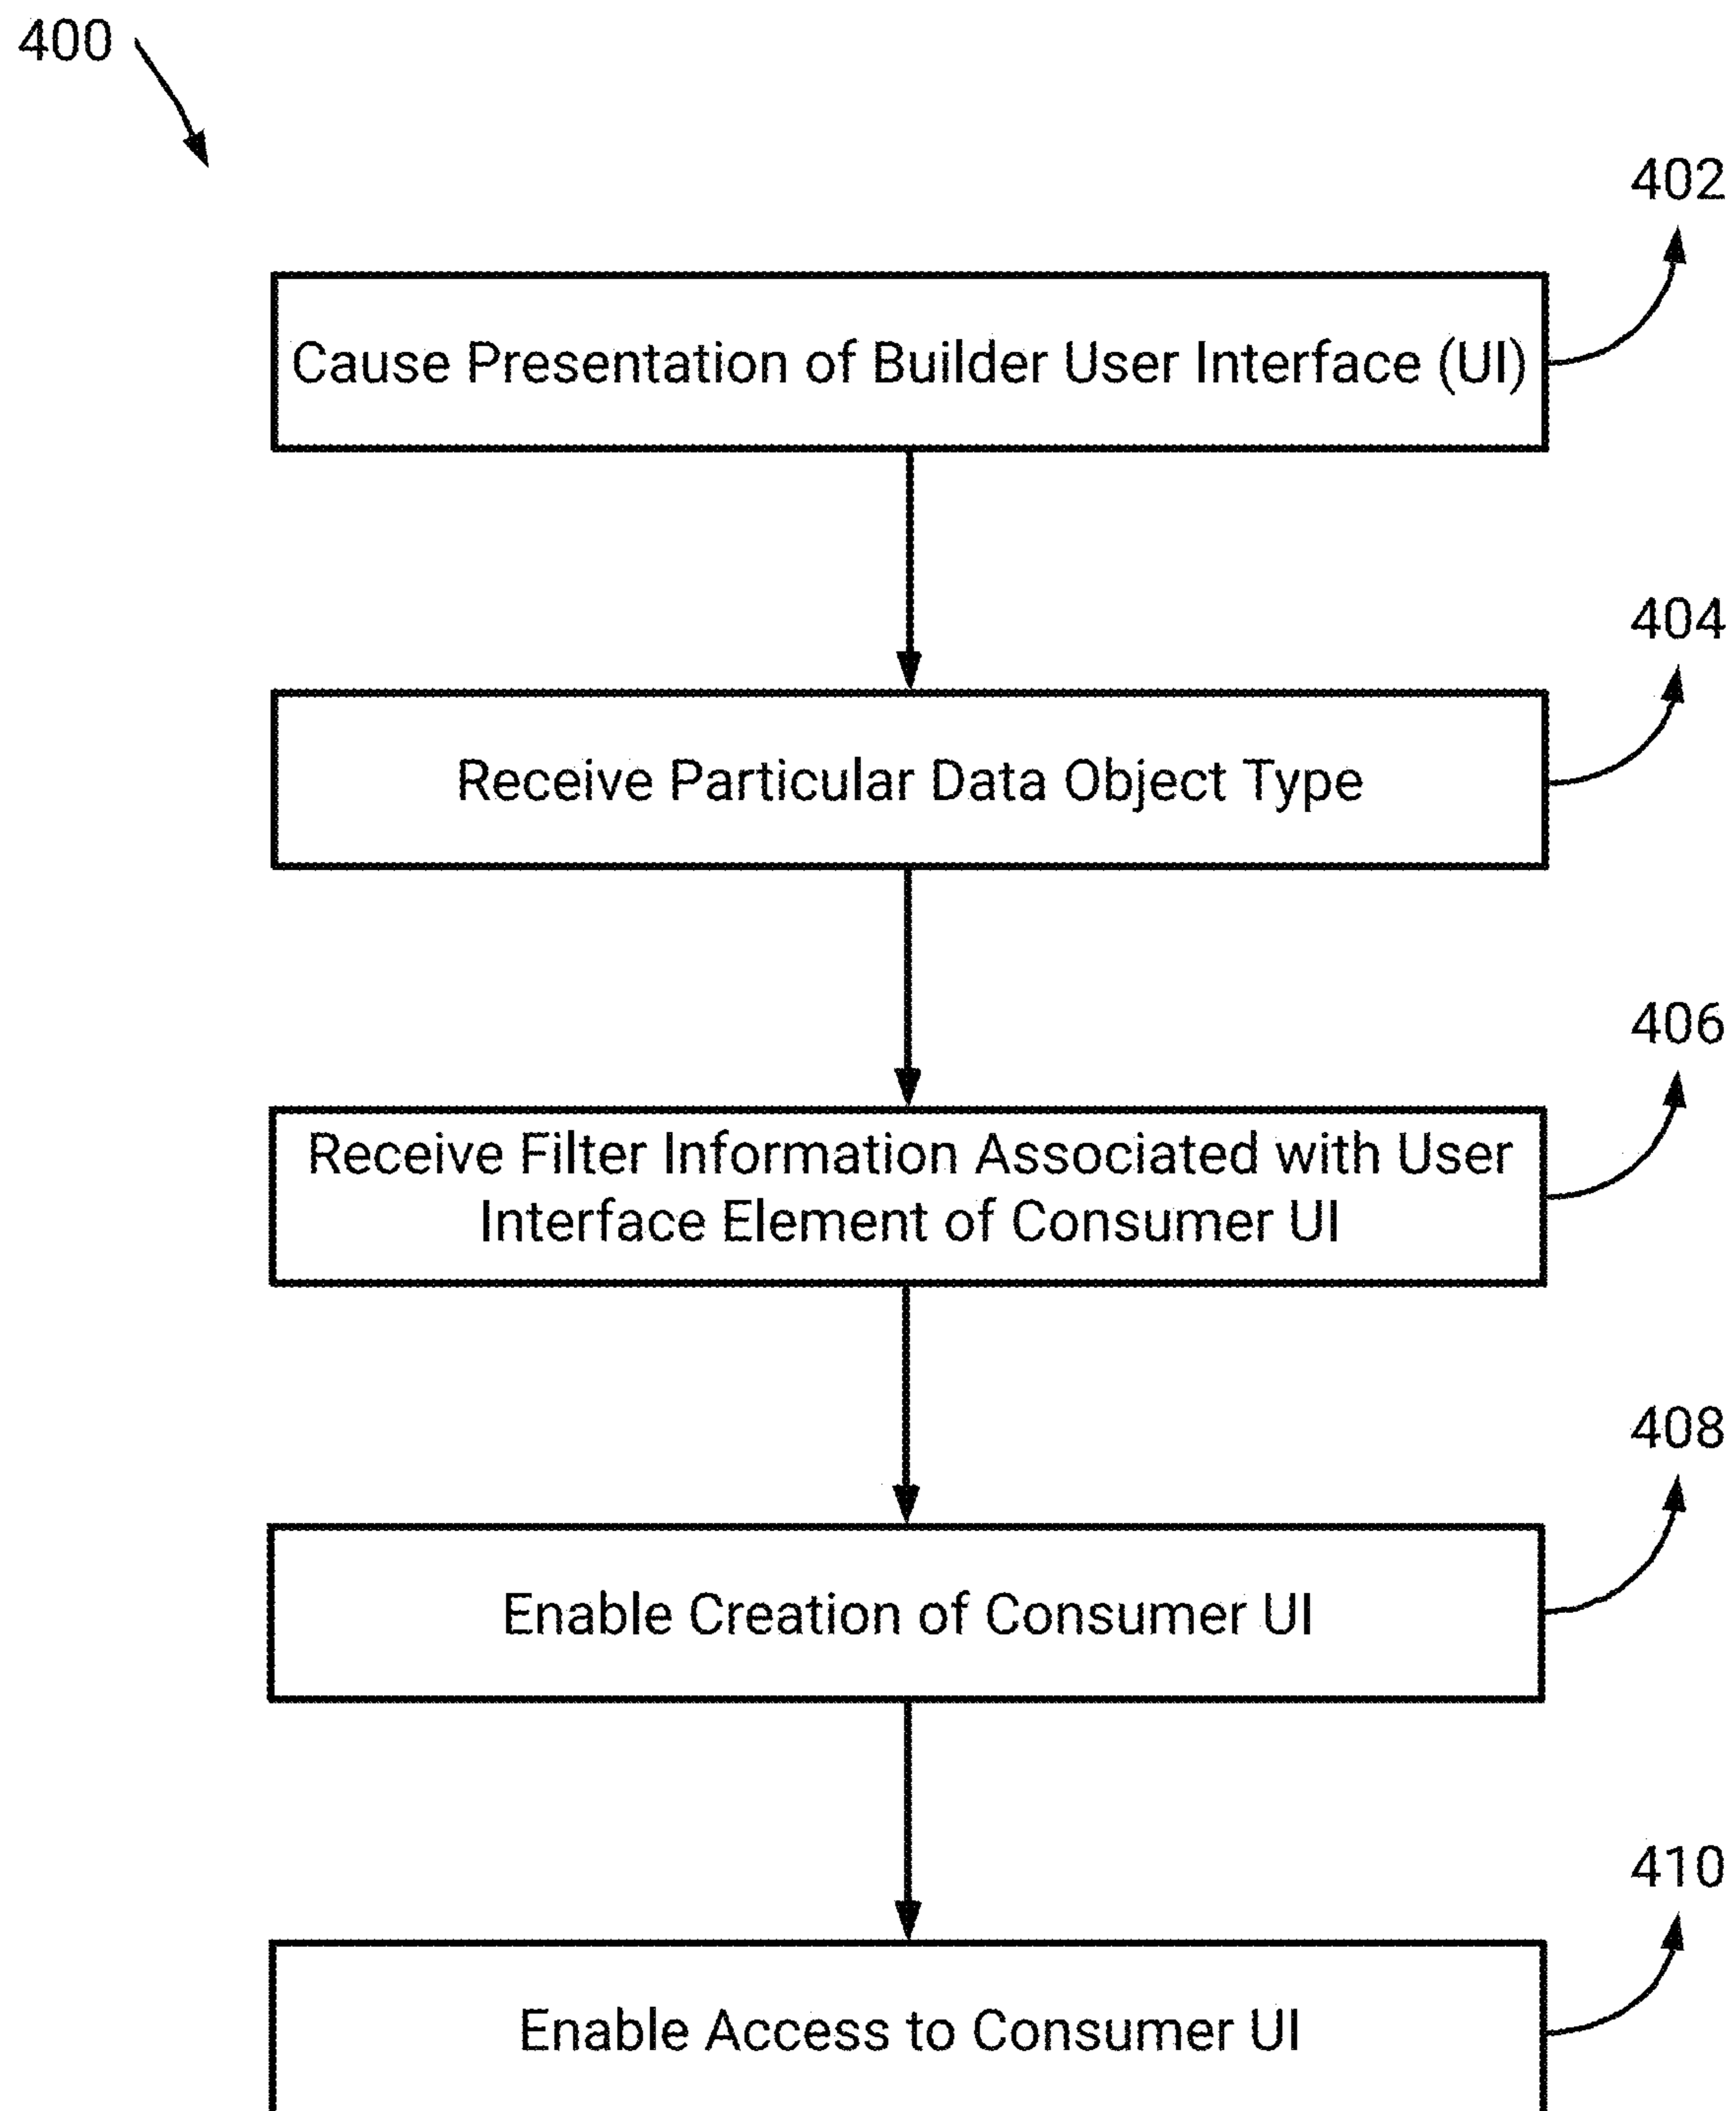 400
402
Cause Presentation of Builder User Interface (UI)
404
Receive Particular Data Object Type
406
Receive Filter Information Associated with User
Interface Element of Consumer UI
408
Enable Creation of Consumer UI
410
Enable Access to Consumer UI